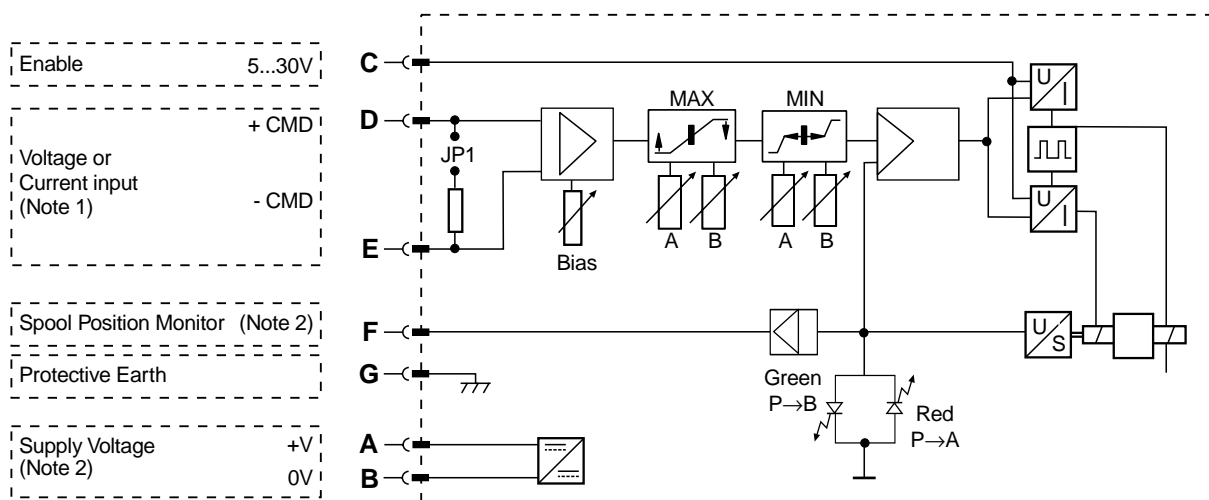 Enable 5...30V C
Voltage or
Current input
(Note 1)
+ CMD D
- CMD
E
JP1
Bias
MAX
A B
MIN
A B
U
I
U
I
Spool Position Monitor (Note 2) F
Protective Earth G
Green
P→B
Red
P→A
U
S
Supply Voltage
(Note 2)
+V A
0V B